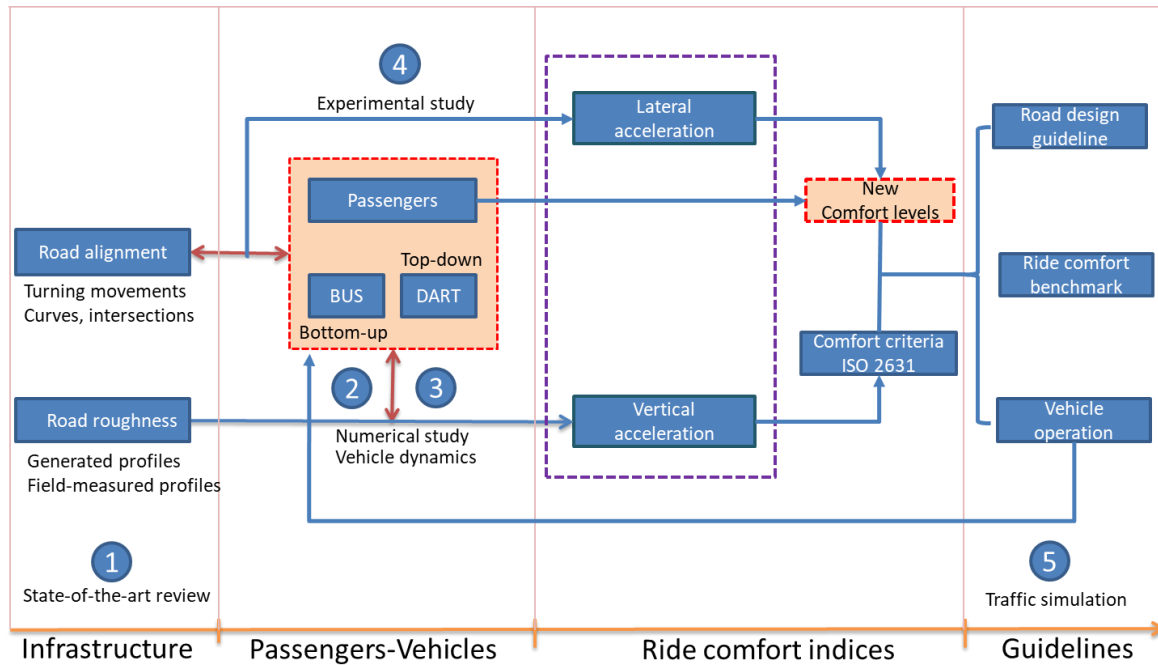 4
Experimental study
Lateral
acceleration
Road design
guideline
Passengers
New
Comfort levels
Road alignment
Turning movements
Curves, intersections
Top-down
BUS
DART
Bottom-up
Ride comfort
benchmark
Comfort criteria
ISO 2631
2
3
Road roughness
Generated profiles
Field-measured profiles
Numerical study
Vehicle dynamics
Vertical
acceleration
Vehicle
operation
1
State-of-the-art review
5
Traffic simulation
Infrastructure
Passengers-Vehicles
Ride comfort indices
Guidelines